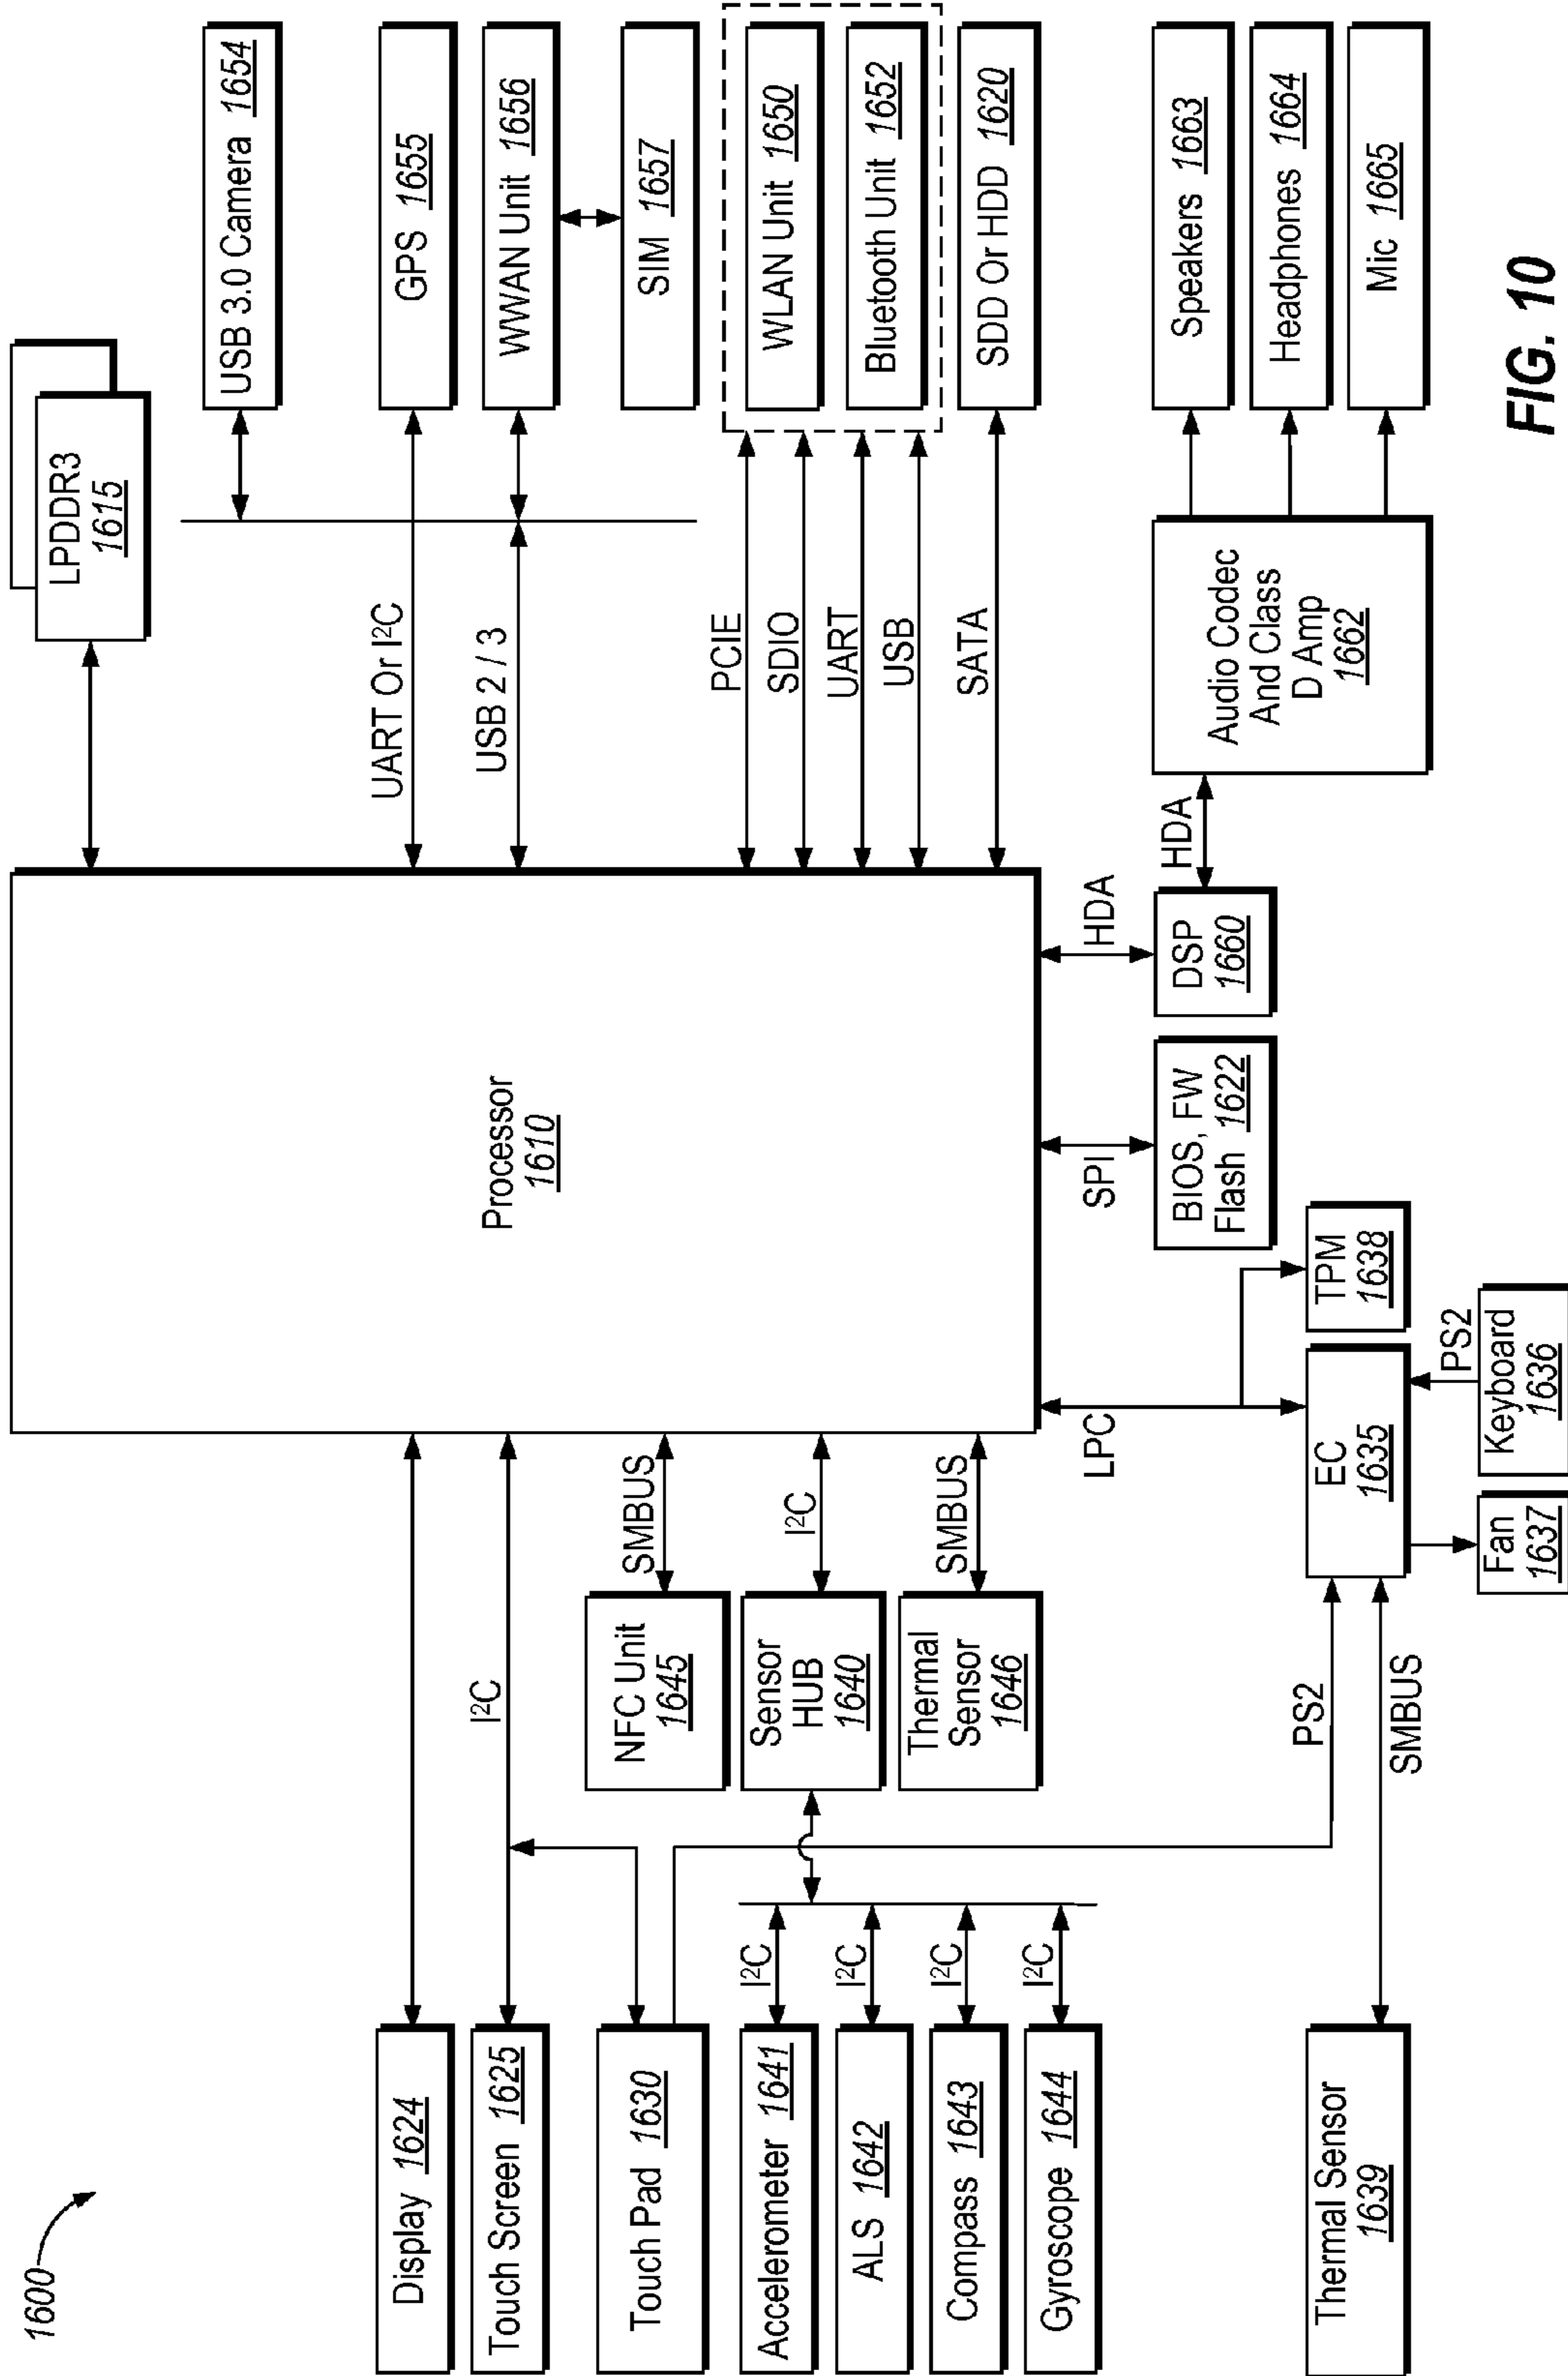 1600
Display 1624
Touch Screen 1625
Touch Pad 1630
Accelerometer 1641
ALS 1642
Compass 1643
Gyroscope 1644
Thermal Sensor
1639
I²C
I²C
I²C
I²C
I²C
NFC Unit
1645
Sensor
HUB
1640
Thermal
Sensor
1646
SMBUS
I²C
SMBUS
PS2
SMBUS
Processor
1610
LPC
EC
1635
TPM
1638
Fan
1637
Keyboard
1636
PS2
SPI
BIOS, FW
Flash 1622
HDA
DSP
1660
HDA
Audio Codec
And Class
D Amp
1662
LPDDR3
1615
UART Or I²C
USB 2 / 3
PCIE
SDIO
UART
USB
SATA
USB 3.0 Camera 1654
GPS 1655
WWAN Unit 1656
SIM 1657
WLAN Unit 1650
Bluetooth Unit 1652
SDD Or HDD 1620
Speakers 1663
Headphones 1664
Mic 1665
FIG. 10